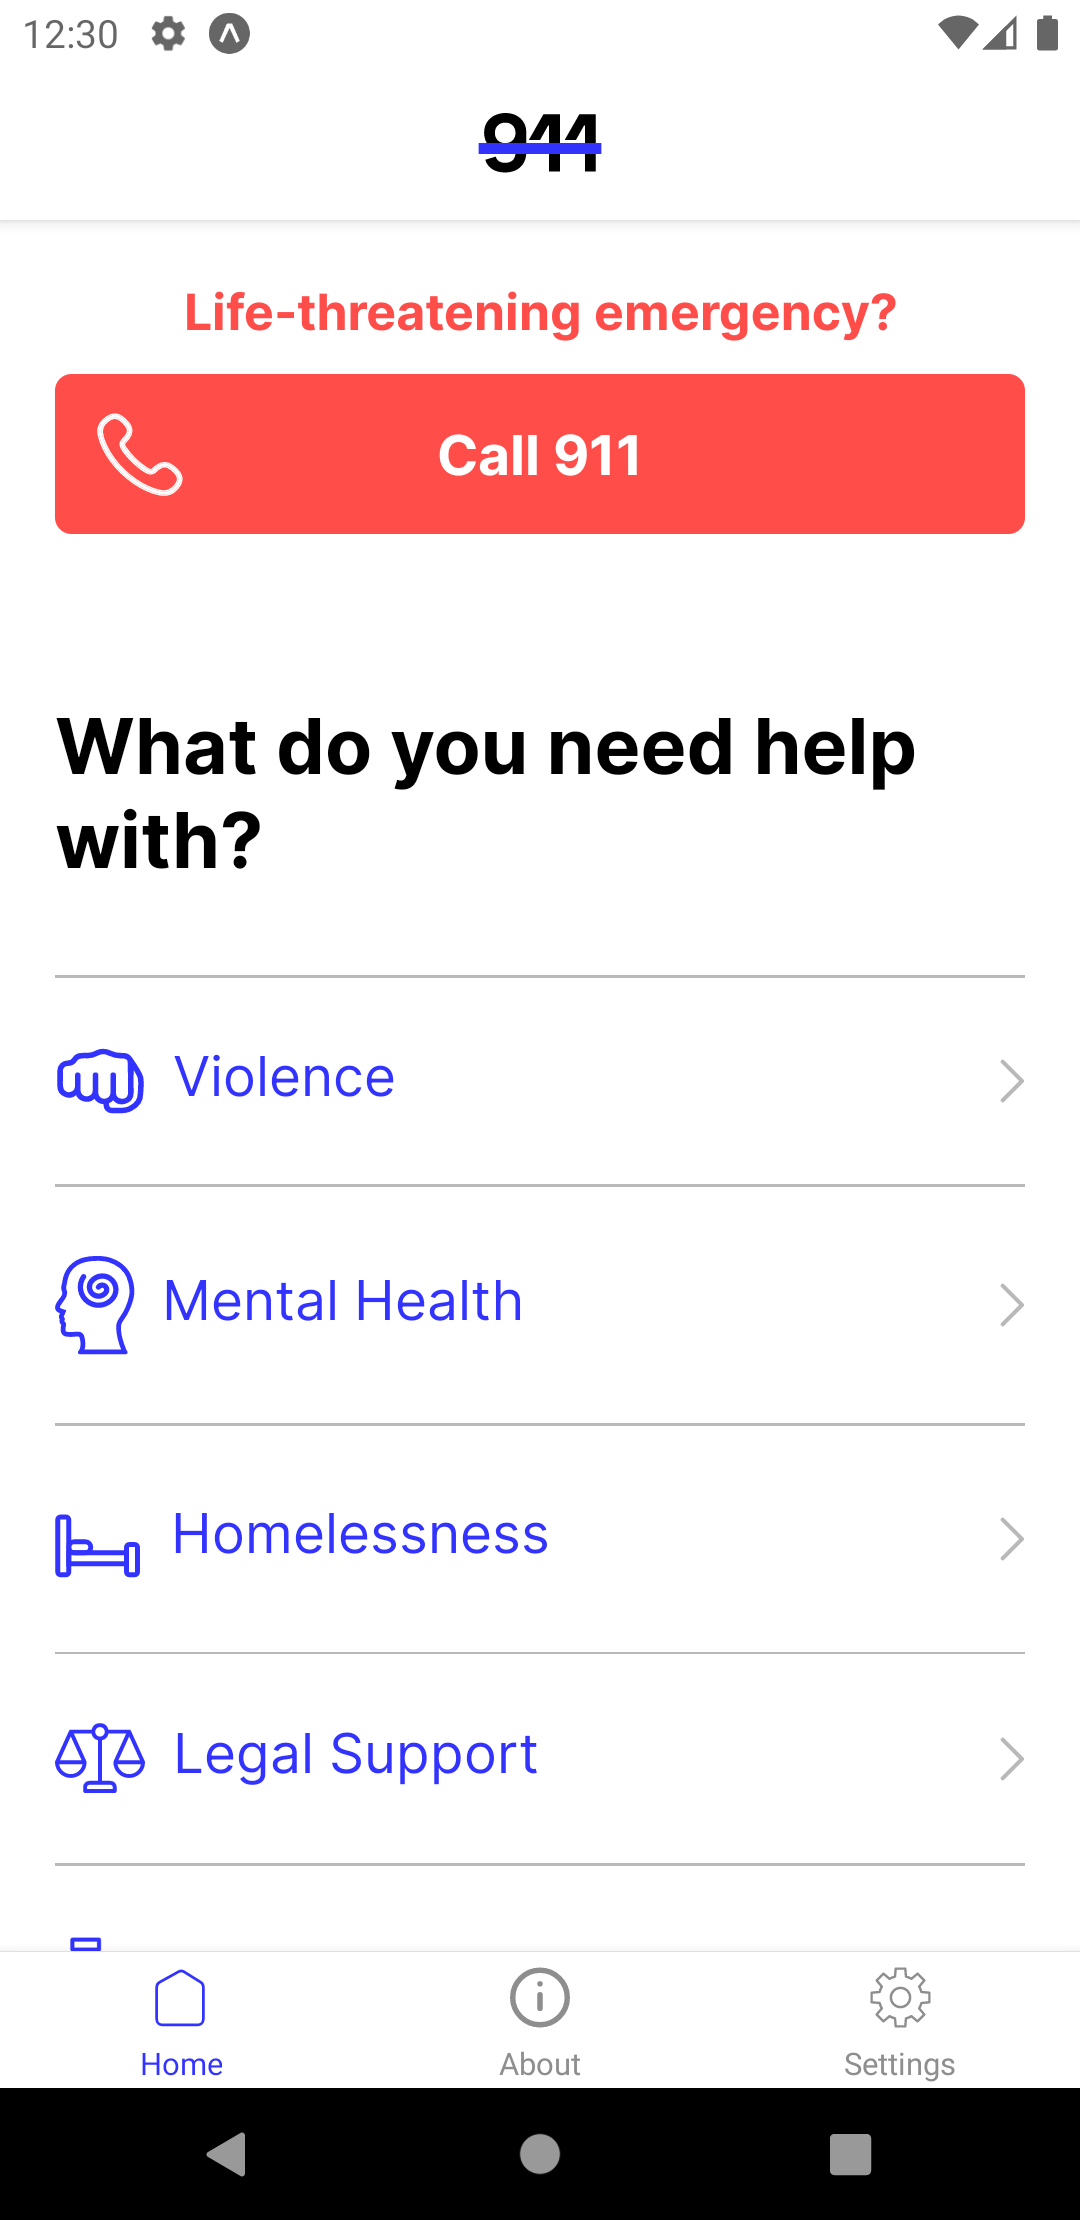 12:30
911
Life-threatening emergency?
Call 911
What do you need help
with?
Violence
Mental Health
Homelessness
Legal Support
Home
About
Settings